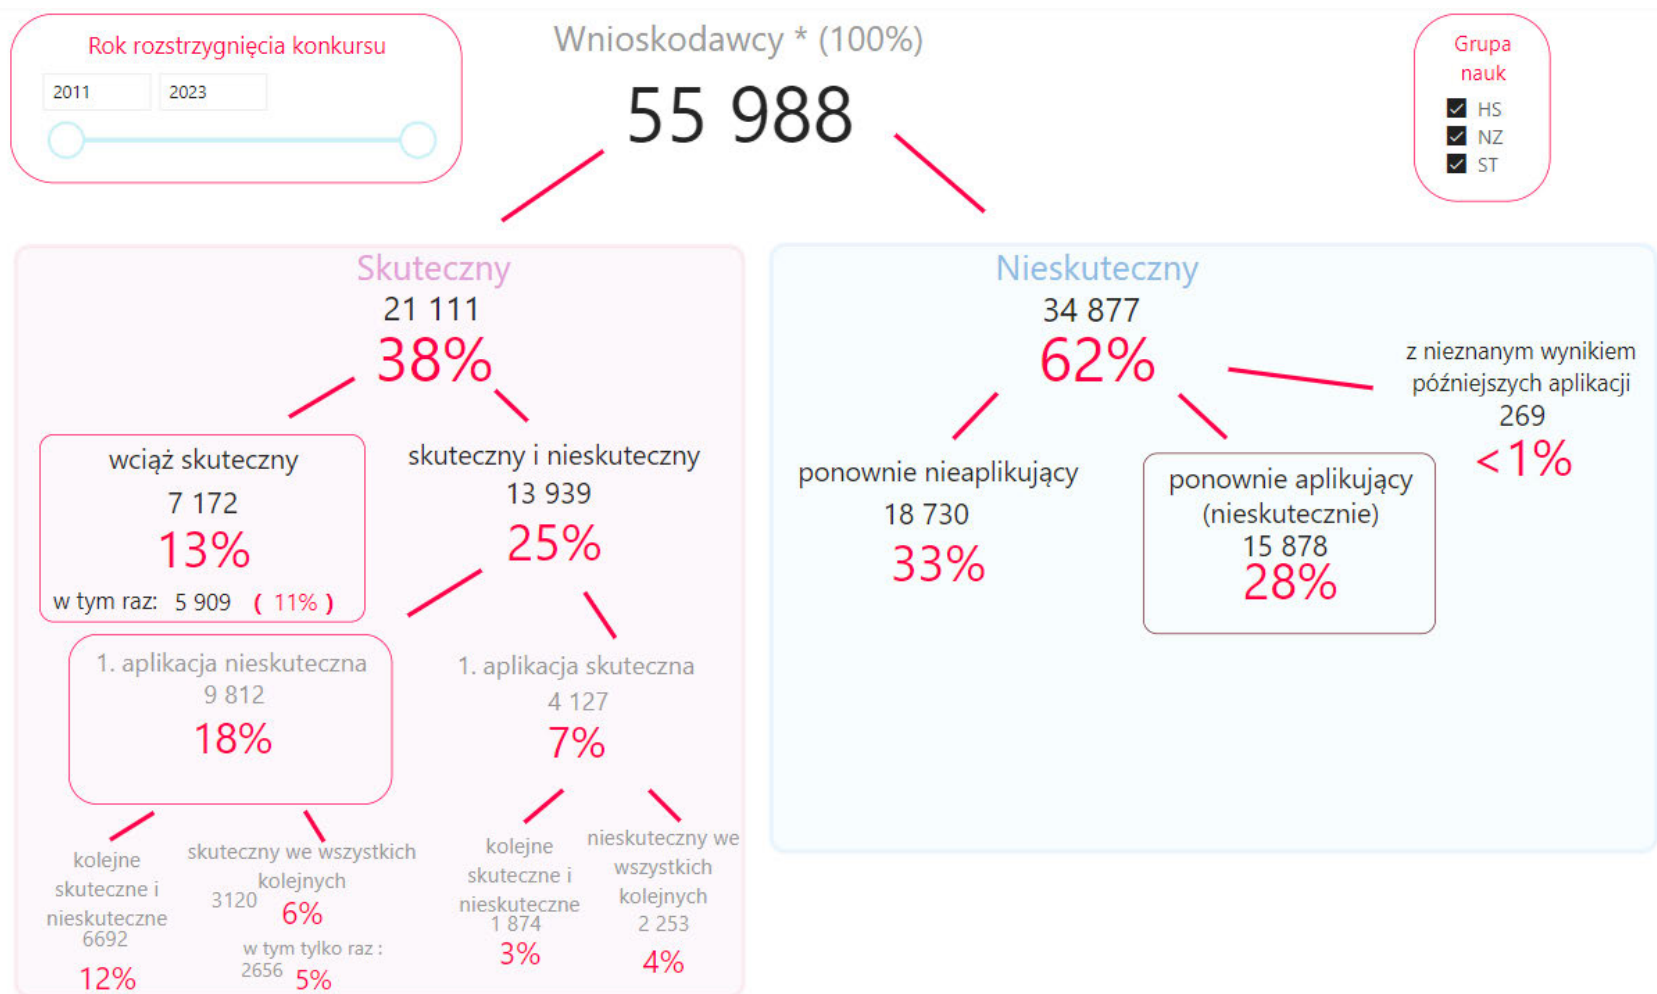 Rok rozstrzygnięcia konkursu
2011
2023
Wnioskodawcy * (100%)
55 988
Grupa
nauk
HS
NZ
ST
Skuteczny
21 111
38%
wciąż skuteczny
7 172
13%
w tym raz: 5 909 ( 11% )
skuteczny i nieskuteczny
13 939
25%
1. aplikacja nieskuteczna
9 812
18%
1. aplikacja skuteczna
4 127
7%
kolejne
skuteczne i
nieskuteczne
6692
12%
skuteczny we wszystkich
kolejnych
3120
6%
w tym tylko raz :
2656
5%
kolejne
skuteczne i
nieskuteczne
1 874
3%
nieskuteczny we
wszystkich
kolejnych
2 253
4%
Nieskuteczny
34 877
62%
ponownie nieaplikujący
18 730
33%
ponownie aplikujący
(nieskutecznie)
15 878
28%
z nieznanym wynikiem
późniejszych aplikacji
269
<1%